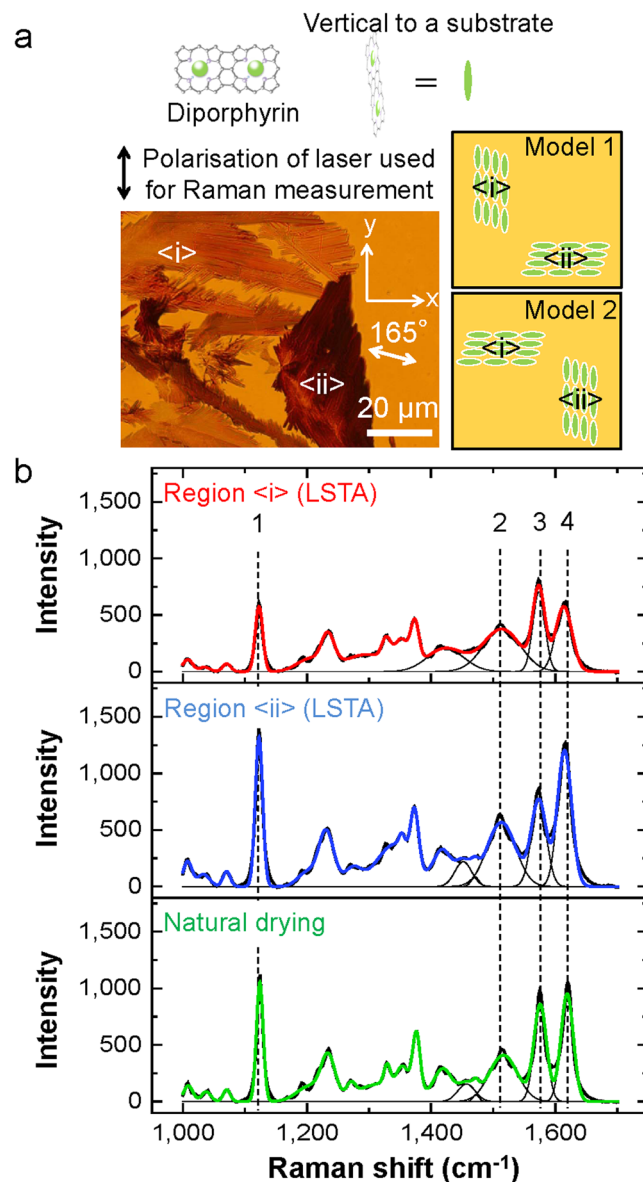 a
Vertical to a substrate
=
Diporphyrin
Polarisation of laser used
for Raman measurement
Model 1
<i>
<ii>
Model 2
<i>
<ii>
<i>
y
x
165°
<ii>
20 μm
b
Region <i> (LSTA)
1
2
3
4
Intensity
1,500
1,000
500
0
Region <ii> (LSTA)
Intensity
1,500
1,000
500
0
Natural drying
Intensity
1,500
1,000
500
0
1,000
1,200
1,400
1,600
Raman shift (cm⁻¹)